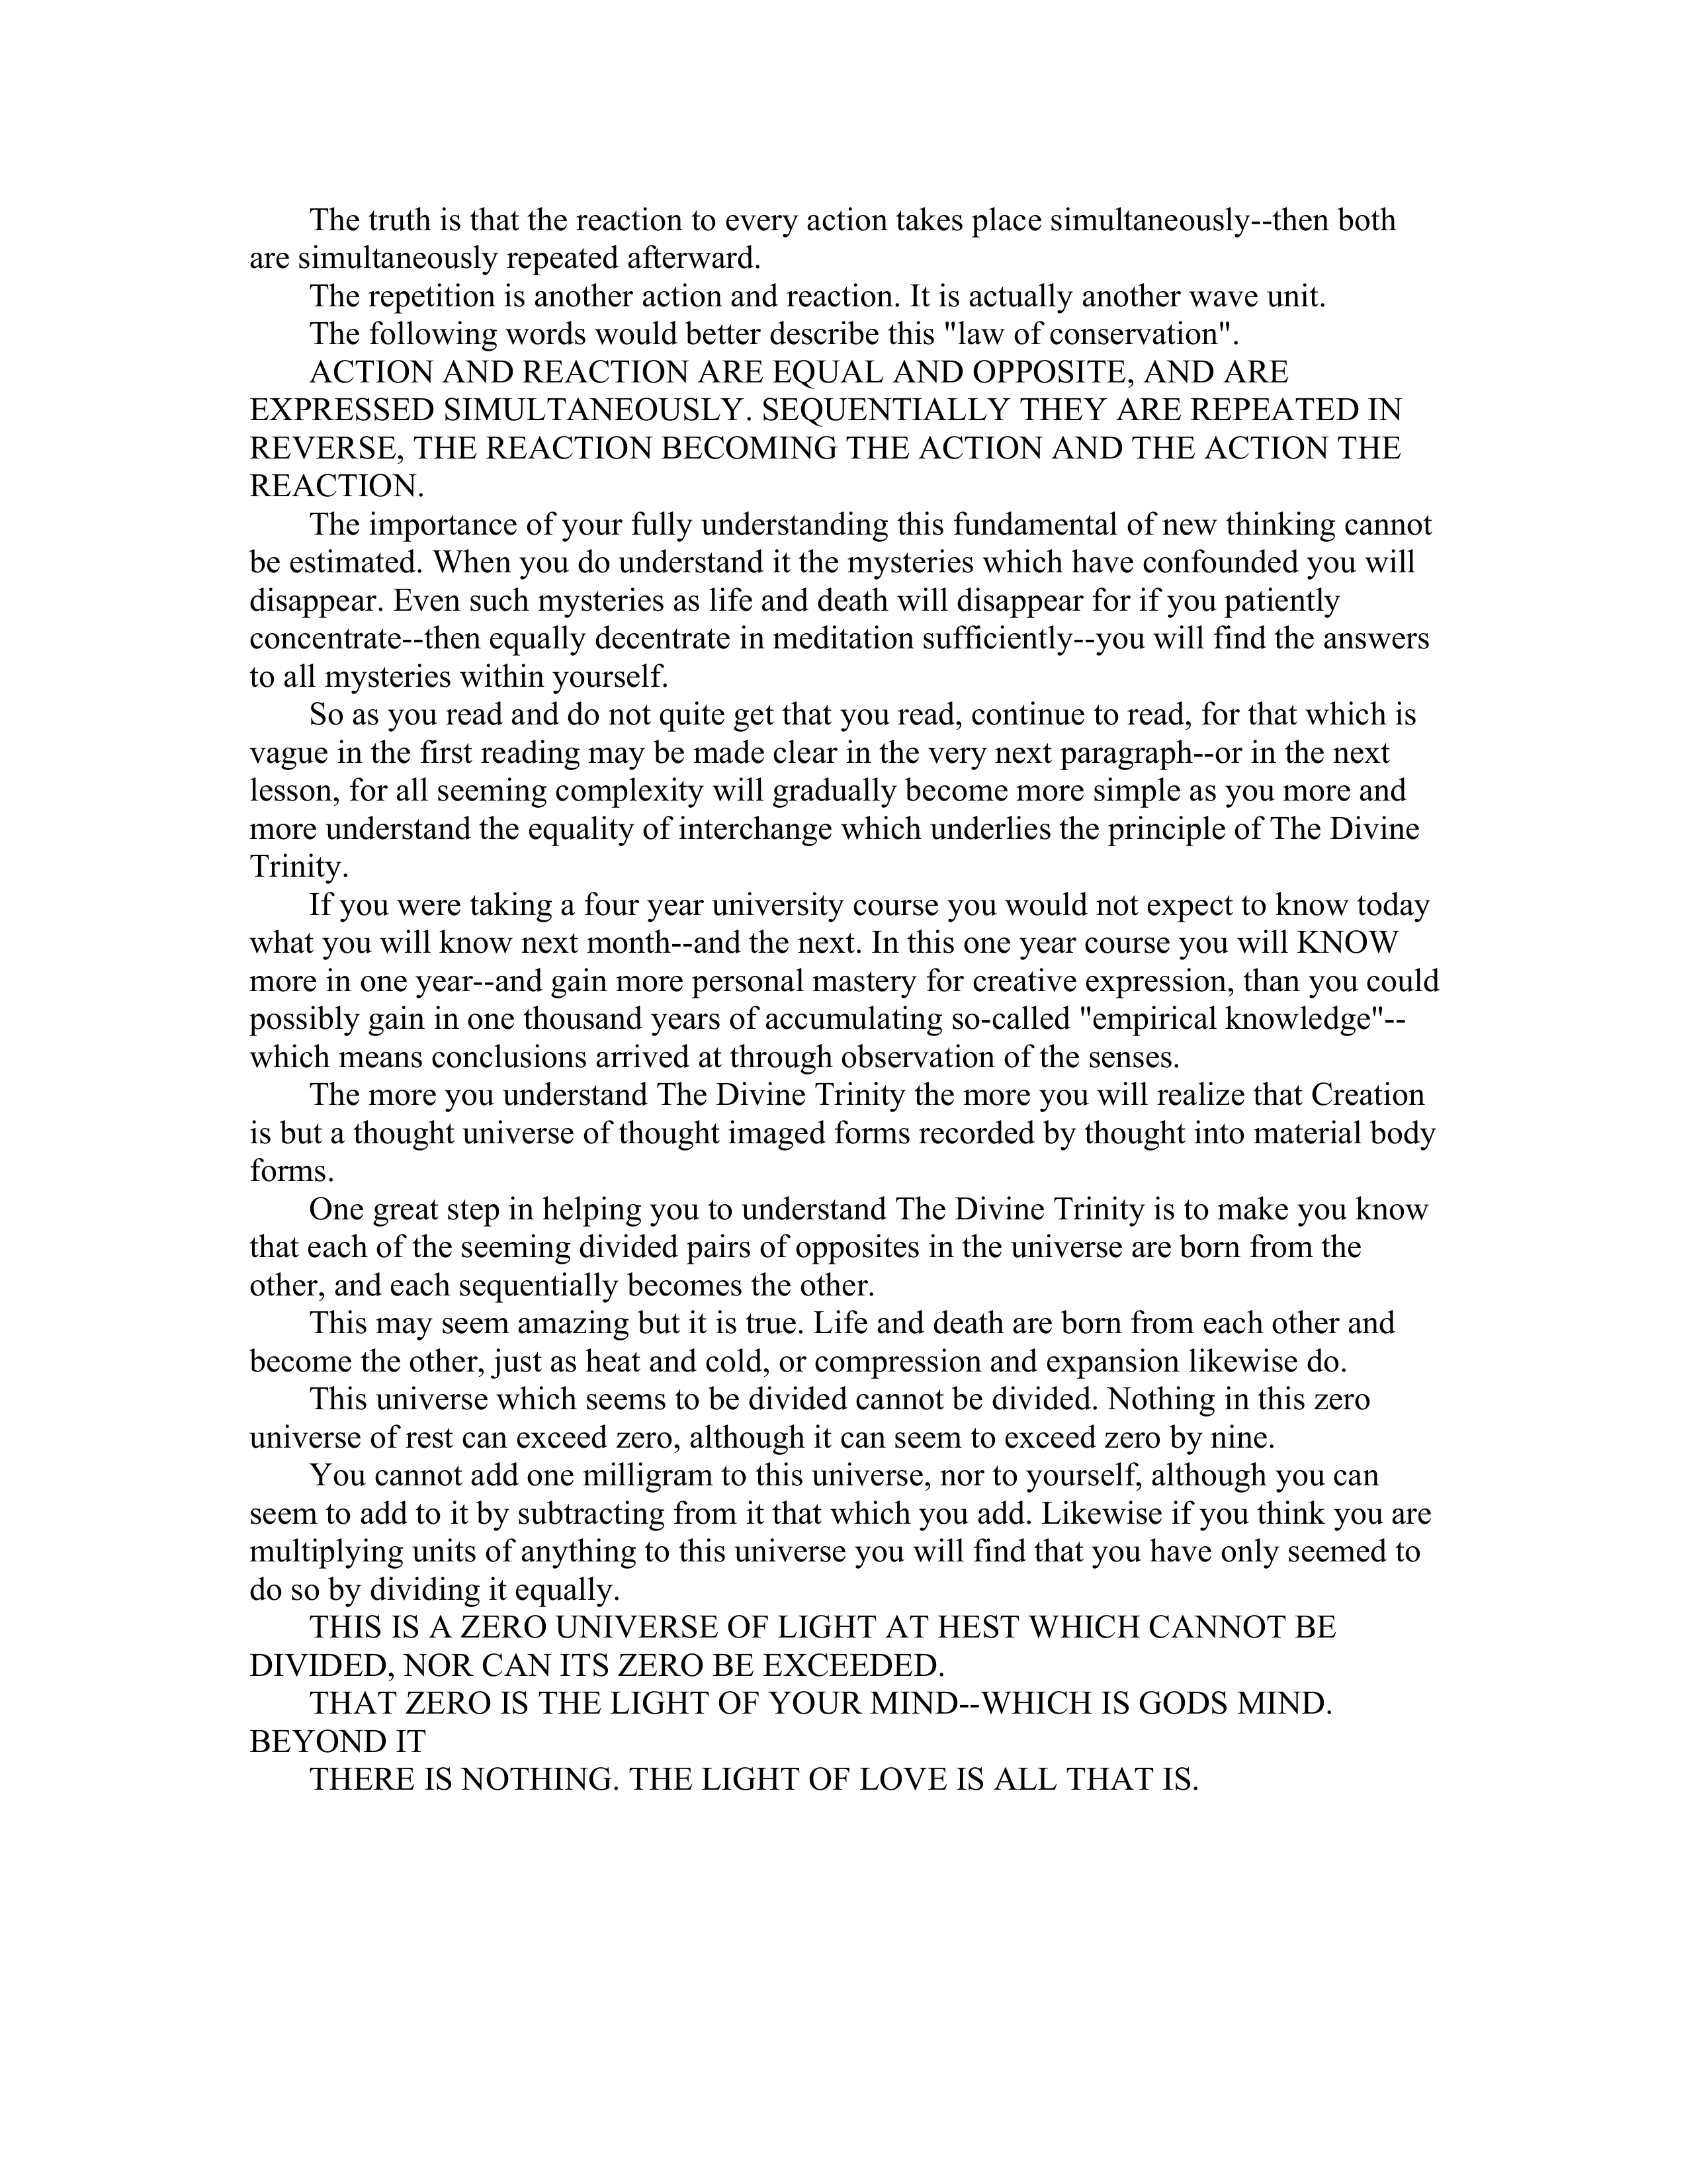 The truth is that the reaction to every action takes place simultaneously--then both
are simultaneously repeated afterward.
The repetition is another action and reaction. It is actually another wave unit.
The following words would better describe this "law of conservation".
ACTION AND REACTION ARE EQUAL AND OPPOSITE, AND ARE
EXPRESSED SIMULTANEOUSLY. SEQUENTIALLY THEY ARE REPEATED IN
REVERSE, THE REACTION BECOMING THE ACTION AND THE ACTION THE
REACTION.
The importance of your fully understanding this fundamental of new thinking cannot
be estimated. When you do understand it the mysteries which have confounded you will
disappear. Even such mysteries as life and death will disappear for if you patiently
concentrate--then equally decentrate in meditation sufficiently--you will find the answers
to all mysteries within yourself.
So as you read and do not quite get that you read, continue to read, for that which is
vague in the first reading may be made clear in the very next paragraph--or in the next
lesson, for all seeming complexity will gradually become more simple as you more and
more understand the equality of interchange which underlies the principle of The Divine
Trinity.
If you were taking a four year university course you would not expect to know today
what you will know next month--and the next. In this one year course you will KNOW
more in one year--and gain more personal mastery for creative expression, than you could
possibly gain in one thousand years of accumulating so-called "empirical knowledge"--
which means conclusions arrived at through observation of the senses.
The more you understand The Divine Trinity the more you will realize that Creation
is but a thought universe of thought imaged forms recorded by thought into material body
forms.
One great step in helping you to understand The Divine Trinity is to make you know
that each of the seeming divided pairs of opposites in the universe are born from the
other, and each sequentially becomes the other.
This may seem amazing but it is true. Life and death are born from each other and
become the other, just as heat and cold, or compression and expansion likewise do.
This universe which seems to be divided cannot be divided. Nothing in this zero
universe of rest can exceed zero, although it can seem to exceed zero by nine.
You cannot add one milligram to this universe, nor to yourself, although you can
seem to add to it by subtracting from it that which you add. Likewise if you think you are
multiplying units of anything to this universe you will find that you have only seemed to
do so by dividing it equally.
THIS IS A ZERO UNIVERSE OF LIGHT AT HEST WHICH CANNOT BE
DIVIDED, NOR CAN ITS ZERO BE EXCEEDED.
THAT ZERO IS THE LIGHT OF YOUR MIND--WHICH IS GODS MIND.
BEYOND IT
THERE IS NOTHING. THE LIGHT OF LOVE IS ALL THAT IS.